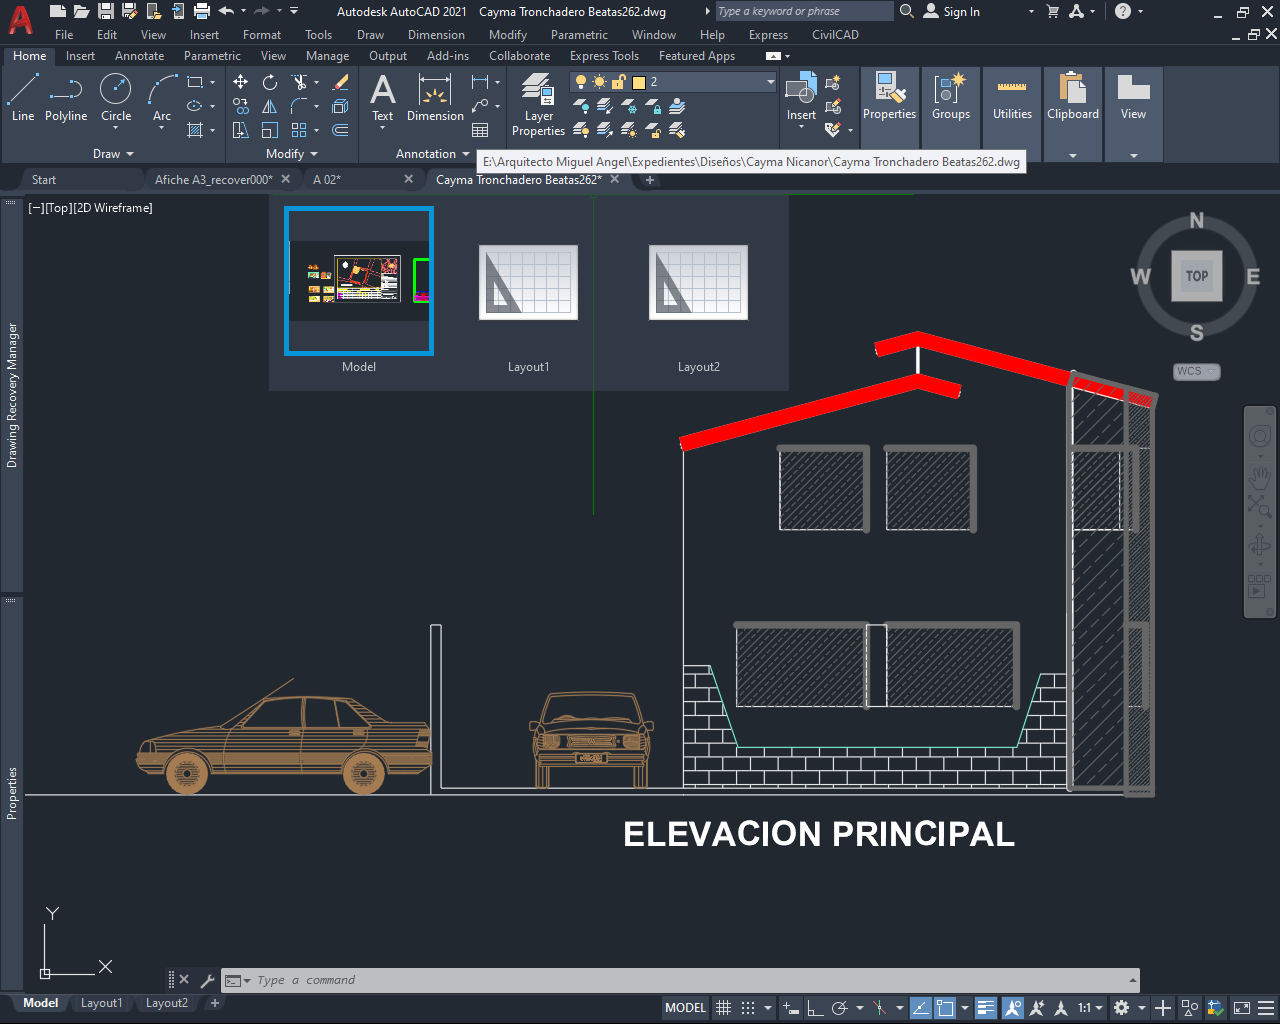 Autodesk AutoCAD 2021 Cayma Tronchadero Beatas262.dwg
Type a keyword or phrase
Sign In
File Edit View Insert Format Tools Draw Dimension Modify Parametric Window Help Express CivilCAD
Home Insert Annotate Parametric View Manage Output Add-ins Collaborate Express Tools Featured Apps
2
Line Polyline Circle Arc
Text Dimension
Layer
Properties
Insert
Properties Groups Utilities Clipboard View
Draw Modify Annotation
E:\Arquitecto Miguel Angel\Expedientes\Diseños\Cayma Nicanor\Cayma Tronchadero Beatas262.dwg
Start Afiche A3_recover000* A 02* Cayma Tronchadero Beatas262*
[−][Top][2D Wireframe]
N
W TOP E
S
WCS
Model Layout1 Layout2
Drawing Recovery Manager
Properties
ELEVACION PRINCIPAL
Y
X
Type a command
Model Layout1 Layout2 +
MODEL 1:1